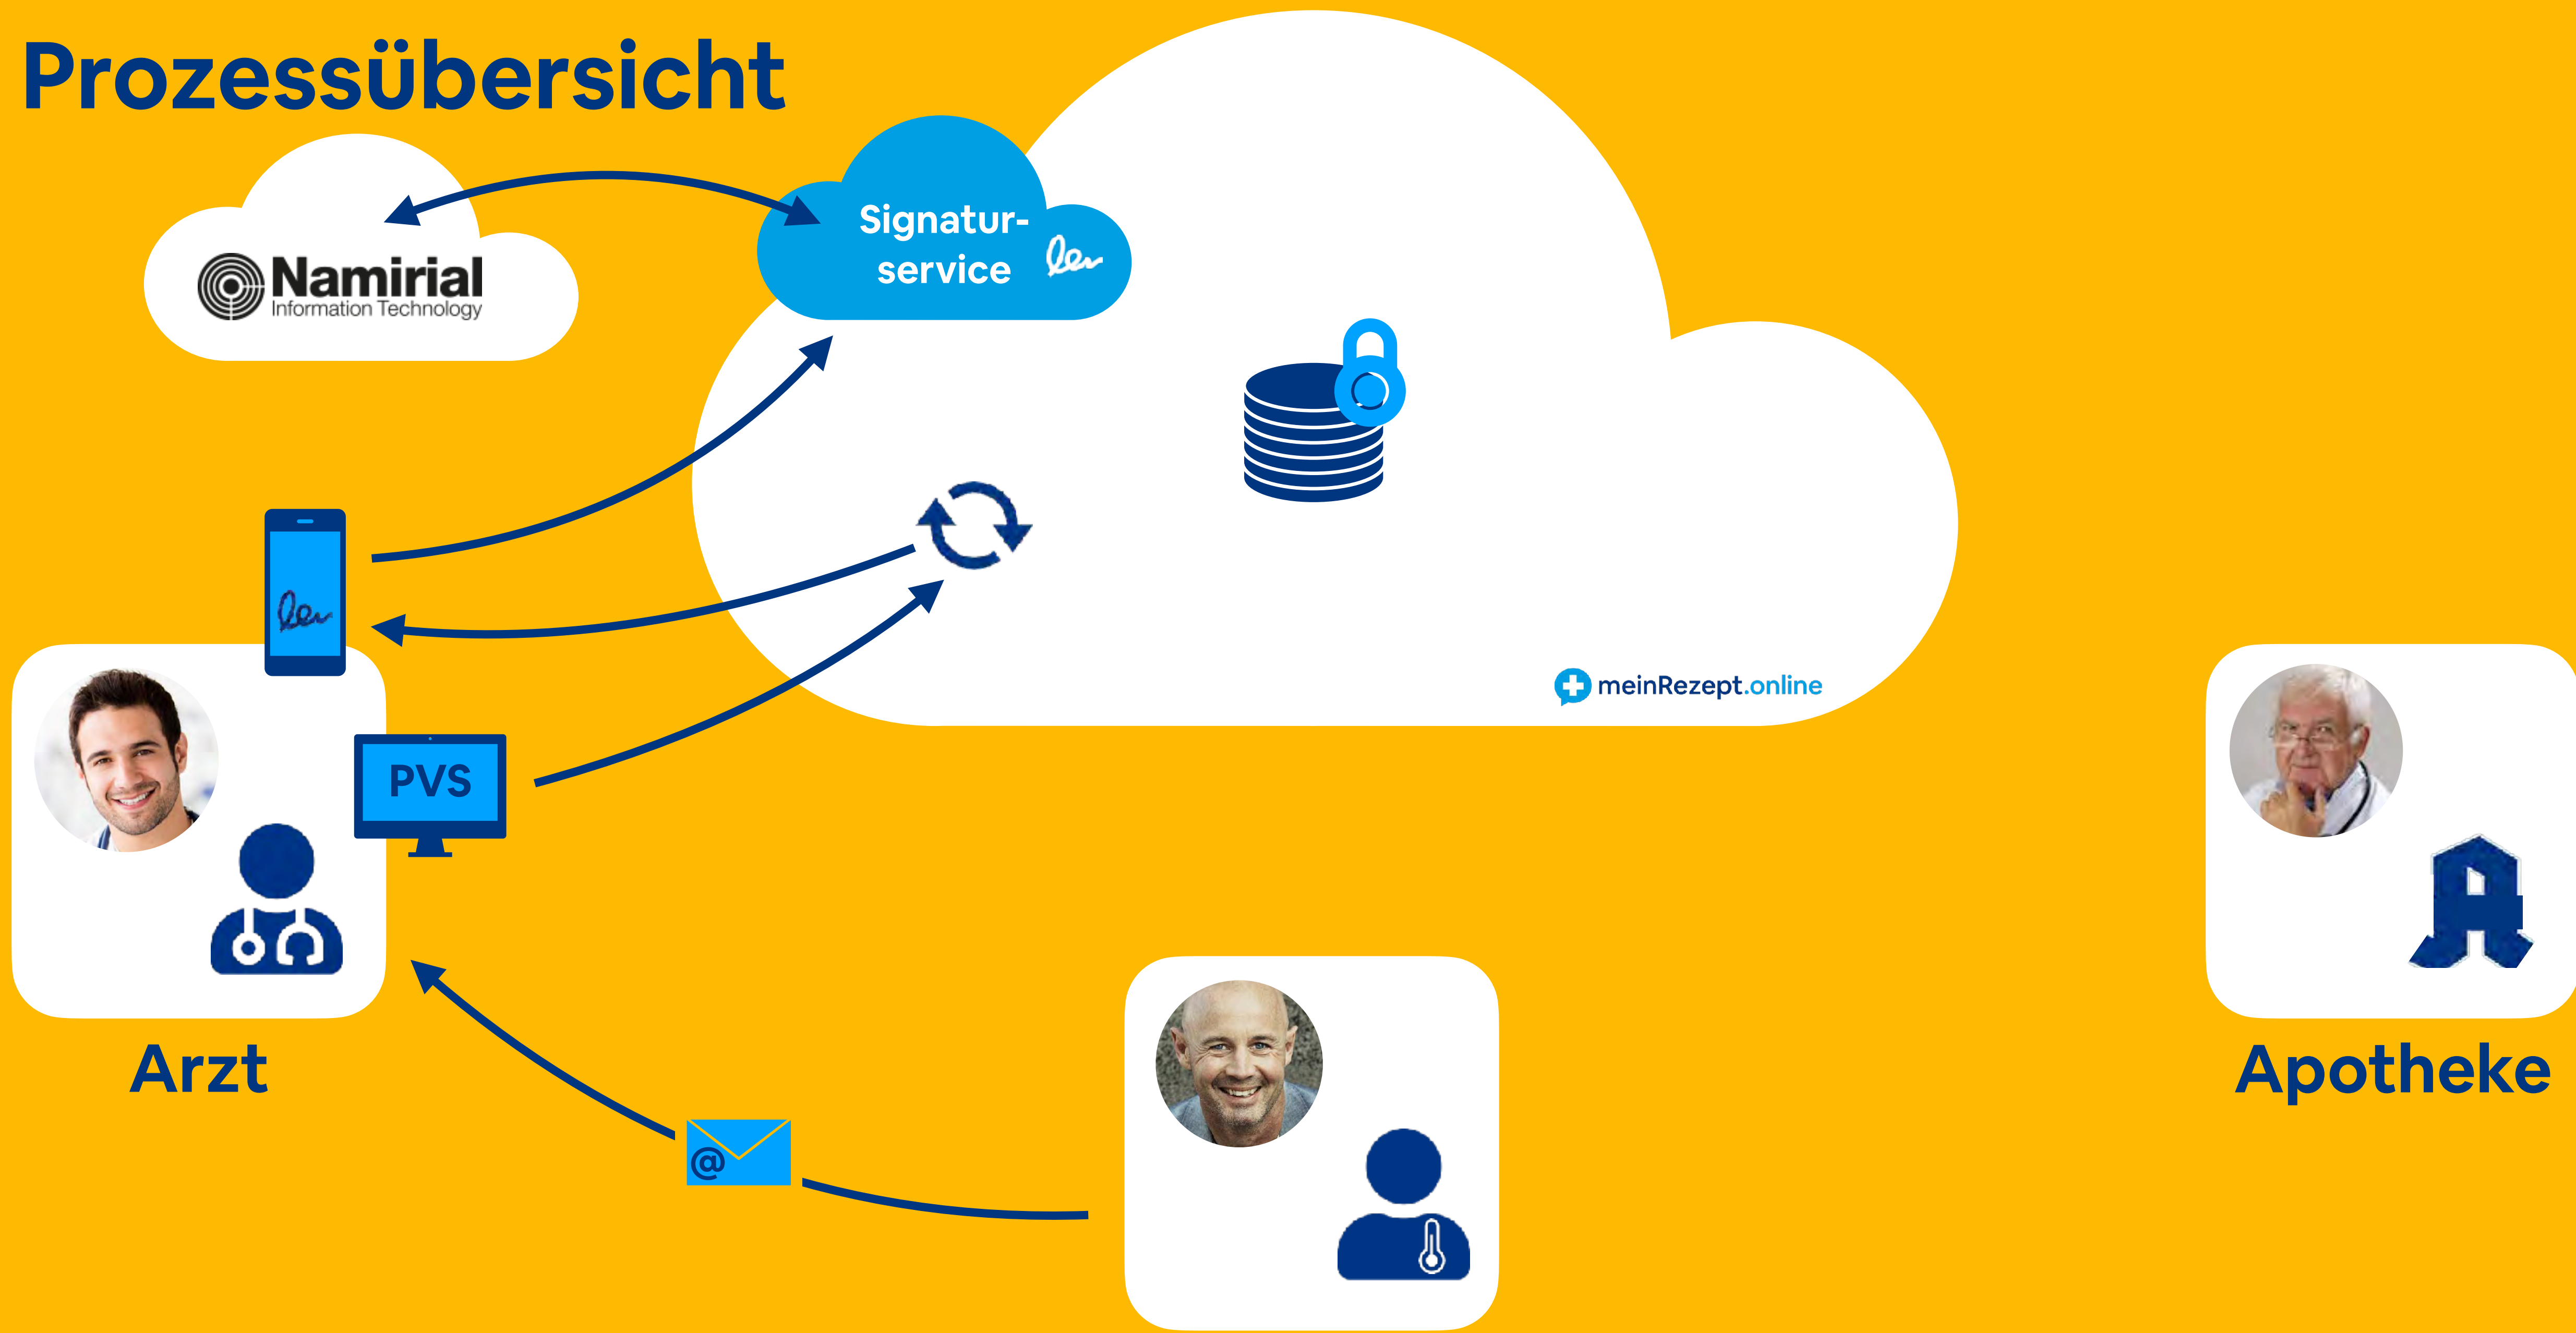 Prozessübersicht
Signatur-
service
Namirial
Information Technology
meinRezept.online
PVS
Arzt
Apotheke
@